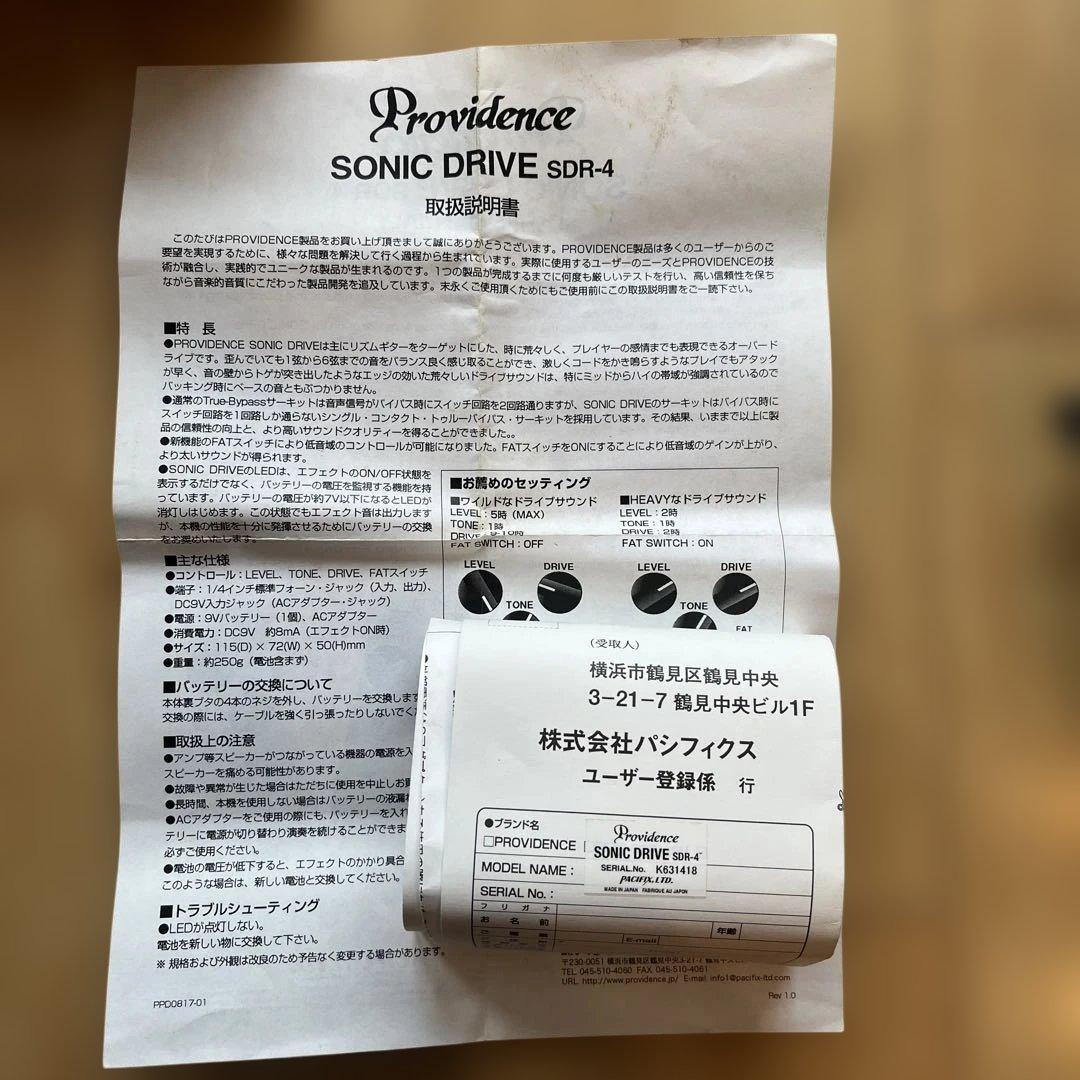 Providence
SONIC DRIVE SDR-4
取扱説明書
このたびはPROVIDENCE製品をお買い上げ頂きまして誠にありがとうございます。PROVIDENCE製品は多くのユーザーからのご
要望を実現するために、様々な問題を解決して行く過程から生まれています。実際に使用するユーザーのニーズとPROVIDENCEの技
術が融合し、実践的でユニークな製品が生まれるのです。1つの製品が完成するまでに何度も厳しいテストを行い、高い信頼性を保ち
ながら音楽的音質にこだわった製品開発を追及しています。末永くご使用頂くためにもご使用前にこの取扱説明書をご一読下さい。
■特 長
●PROVIDENCE SONIC DRIVEは主にリズムギターをターゲットにした、時に荒々しく、プレイヤーの感情までも表現できるオーバード
ライブです。歪んでいても1弦から6弦までの音をバランス良く感じ取ることができ、激しくコードをかき鳴らすようなプレイでもアタック
が早く、音の壁からトゲが突き出したようなエッジの効いた荒々しいドライブサウンドは、特にミッドからハイの帯域が強調されているので
バッキング時にベースの音ともぶつかりません。
●通常のTrue-Bypassサーキットは音声信号がバイパス時にスイッチ回路を2回路通りますが、SONIC DRIVEのサーキットはバイパス時に
スイッチ回路を1回路しか通らないシングル・コンタクト・トゥルーバイパス・サーキットを採用しています。その結果、いままで以上に製
品の信頼性の向上と、より高いサウンドクオリティーを得ることができました。。
●新機能のFATスイッチにより低音域のコントロールが可能になりました。FATスイッチをONにすることにより低音域のゲインが上がり、
より太いサウンドが得られます。
●SONIC DRIVEのLEDは、エフェクトのON/OFF状態を
表示するだけでなく、バッテリーの電圧を監視する機能を持
っています。バッテリーの電圧が約7V以下になるとLEDが
消灯しはじめます。この状態でもエフェクト音は出力します
が、本機の性能を十分に発揮させるためにバッテリーの交換
をお奨めいたします。
■お薦めのセッティング
■ワイルドなドライブサウンド
LEVEL：5時（MAX）
TONE：1時
DRIVE：9-10時
FAT SWITCH：OFF
■HEAVYなドライブサウンド
LEVEL：2時
TONE：1時
DRIVE：2時
FAT SWITCH：ON
LEVEL DRIVE
TONE
LEVEL DRIVE
TONE
FAT
■主な仕様
●コントロール：LEVEL、TONE、DRIVE、FATスイッチ
●端子：1/4インチ標準フォーン・ジャック（入力、出力）、
DC9V入力ジャック（ACアダプター・ジャック）
●電源：9Vバッテリー（1個）、ACアダプター
●消費電力：DC9V 約8mA（エフェクトON時）
●サイズ：115(D) × 72(W) × 50(H)mm
●重量：約250g（電池含まず）
■バッテリーの交換について
本体裏ブタの4本のネジを外し、バッテリーを交換します
交換の際には、ケーブルを強く引っ張ったりしないでくだ
■取扱上の注意
●アンプ等スピーカーがつながっている機器の電源を入
スピーカーを痛める可能性があります。
●故障や異常が生じた場合はただちに使用を中止しお買
●長時間、本機を使用しない場合はバッテリーの液漏れ
●ACアダプターをご使用の際にも、バッテリーを入れ
テリーに電源が切り替わり演奏を続けることができま
必ずご使用ください。
●電池の電圧が低下すると、エフェクトのかかり具合
このような場合は、新しい電池と交換してください。
■トラブルシューティング
●LEDが点灯しない。
電池を新しい物に交換して下さい。
※ 規格および外観は改良のため予告なく変更する場合があります。
PPD0817-01
（受取人）
横浜市鶴見区鶴見中央
3−21−7 鶴見中央ビル1F
株式会社パシフィクス
ユーザー登録係 行
●ブランド名
□PROVIDENCE
MODEL NAME：
SERIAL No.：
Providence
SONIC DRIVE SDR-4
SERIAL.No. K631418
PACIFIX.LTD.
MADE IN JAPAN FABRIQUE AU JAPON
フリガナ
お名前
年齢
E-mail
〒230-0051 横浜市鶴見区鶴見中央3-21-7
TEL 045-510-4060 FAX 045-510-4061
URL http://www.providence.jp/ E-mail info1@pacifix-ltd.com
Rev 1.0